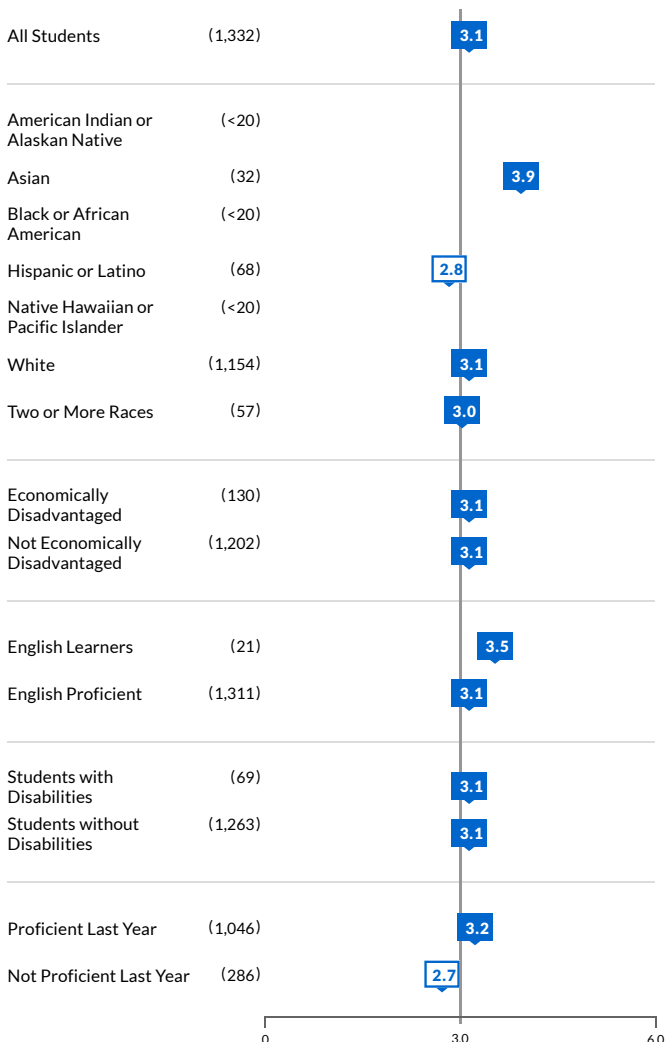 All Students (1,332) 3.1
American Indian or (<20)
Alaskan Native
Asian (32) 3.9
Black or African (<20)
American
Hispanic or Latino (68) 2.8
Native Hawaiian or (<20)
Pacific Islander
White (1,154) 3.1
Two or More Races (57) 3.0
Economically (130) 3.1
Disadvantaged
Not Economically (1,202) 3.1
Disadvantaged
English Learners (21) 3.5
English Proficient (1,311) 3.1
Students with (69) 3.1
Disabilities
Students without (1,263) 3.1
Disabilities
Proficient Last Year (1,046) 3.2
Not Proficient Last Year (286) 2.7
0 3.0 6.0